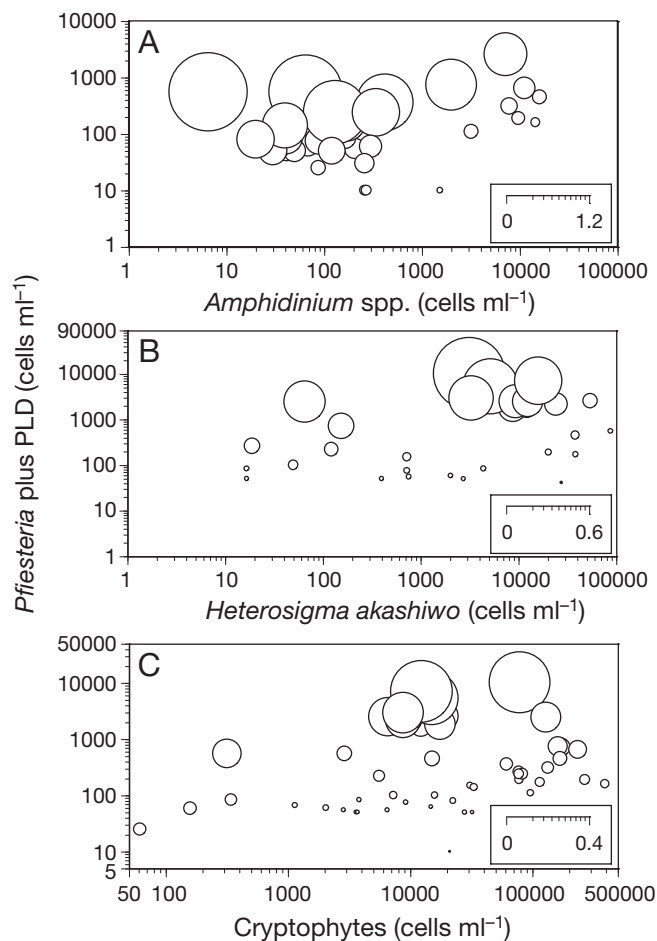 A
10000
1000
100
10
1
0 1.2
1 10 100 1000 10000 100000
Amphidinium spp. (cells ml⁻¹)
Pfiesteria plus PLD (cells ml⁻¹)
B
90000
10000
1000
100
10
1
0 0.6
1 10 100 1000 10000 100000
Heterosigma akashiwo (cells ml⁻¹)
C
50000
10000
1000
100
10
5
0 0.4
50 100 1000 10000 100000 500000
Cryptophytes (cells ml⁻¹)